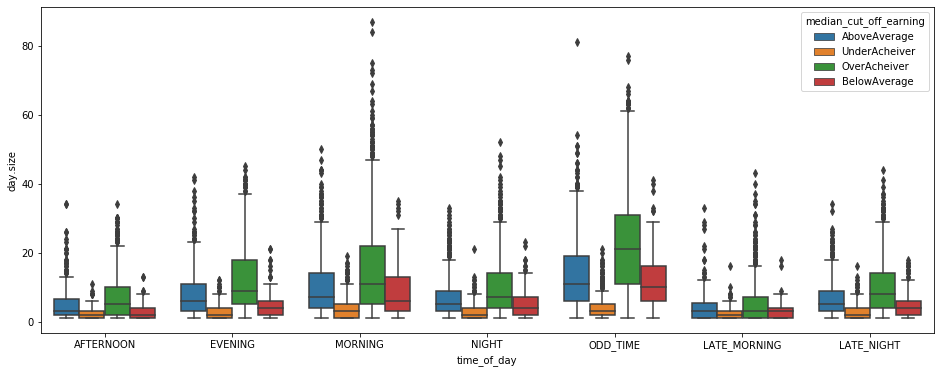 median_cut_off_earning
AboveAverage
UnderAcheiver
OverAcheiver
BelowAverage
80
60
40
20
0
day.size
AFTERNOON EVENING MORNING NIGHT ODD_TIME LATE_MORNING LATE_NIGHT
time_of_day